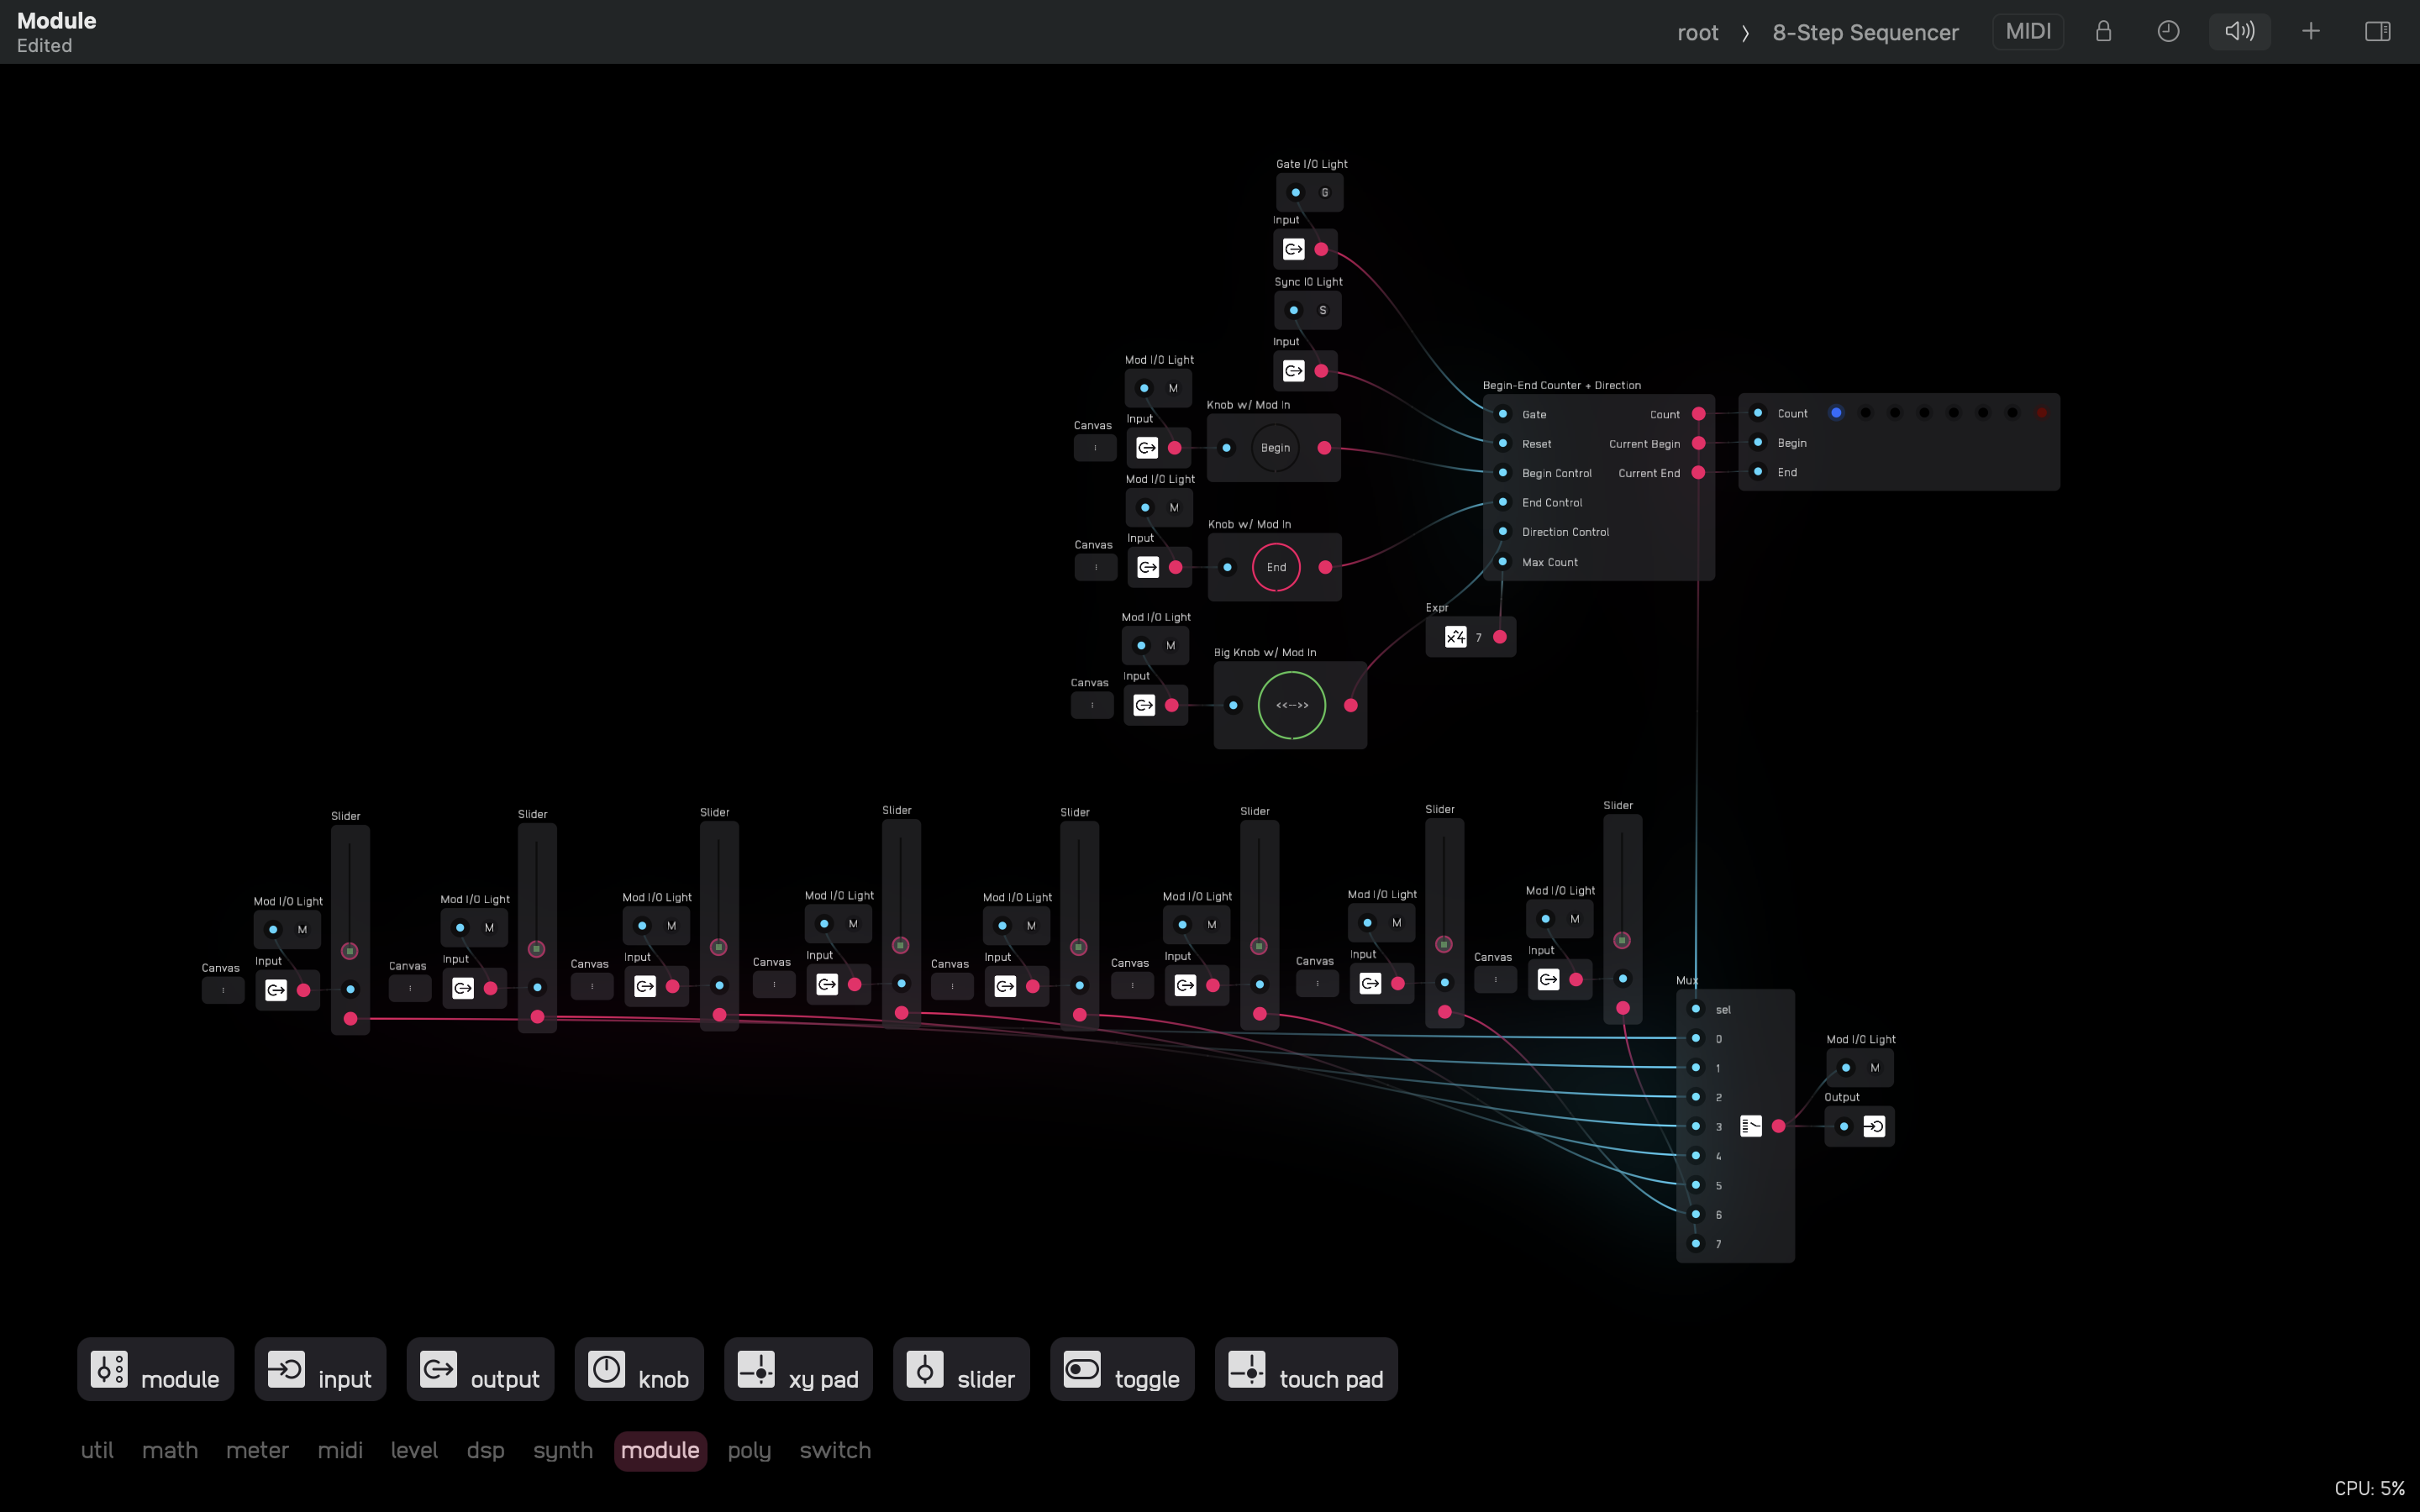 Module
Edited
root 〉 8-Step Sequencer
MIDI
Gate I/O Light
G
Input
Sync IO Light
S
Input
Mod I/O Light
M
Canvas
Input
Knob w/ Mod In
Begin
Mod I/O Light
M
Canvas
Input
Knob w/ Mod In
End
Mod I/O Light
M
Canvas
Input
Big Knob w/ Mod In
<<-->>
Begin-End Counter + Direction
Gate Count
Reset Current Begin
Begin Control Current End
End Control
Direction Control
Max Count
Count
Begin
End
Expr
x4 7
Slider
Slider
Slider
Slider
Slider
Slider
Slider
Slider
Mod I/O Light
M
Mod I/O Light
M
Mod I/O Light
M
Mod I/O Light
M
Mod I/O Light
M
Mod I/O Light
M
Mod I/O Light
M
Mod I/O Light
M
Canvas
Input
Canvas
Input
Canvas
Input
Canvas
Input
Canvas
Input
Canvas
Input
Canvas
Input
Canvas
Input
Mux
sel
0
1
2
3
4
5
6
7
Mod I/O Light
M
Output
module input output knob xy pad slider toggle touch pad
util math meter midi level dsp synth module poly switch
CPU: 5%